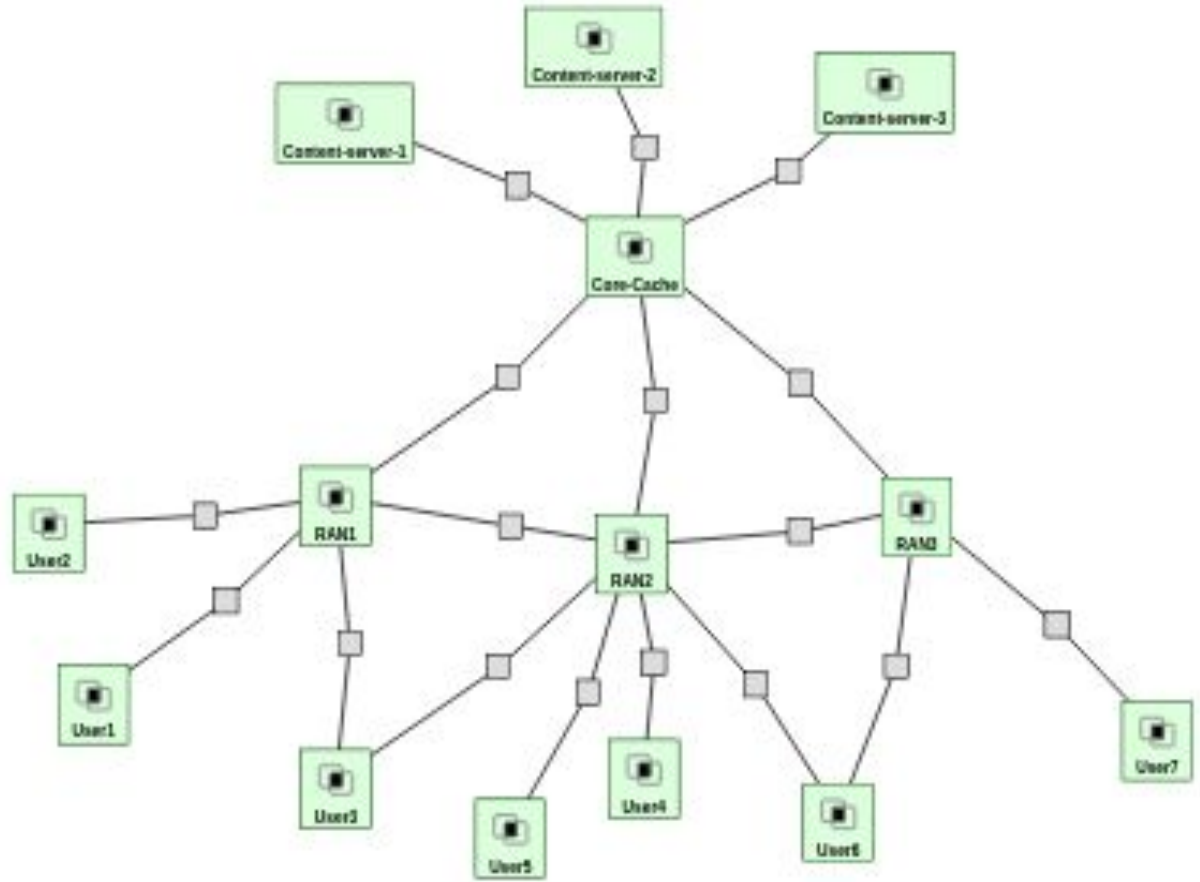 Content-server-2
Content-server-3
Content-server-1
Core-Cache
RAN1
RAN3
RAN2
User2
User1
User7
User4
User3
User6
User5